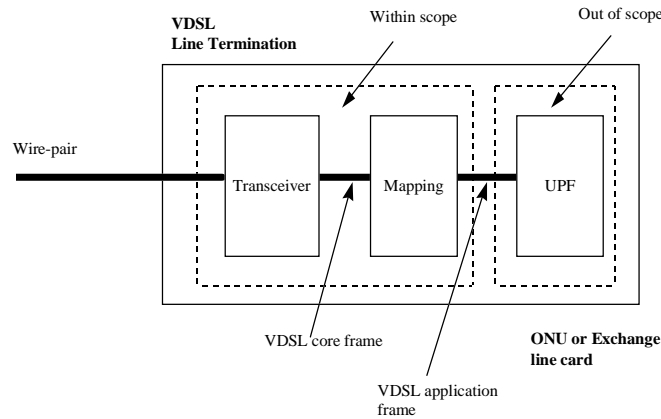 VDSL
Line Termination
Within scope
Out of scope
Wire-pair
Transceiver
Mapping
UPF
VDSL core frame
ONU or Exchange
line card
VDSL application
frame